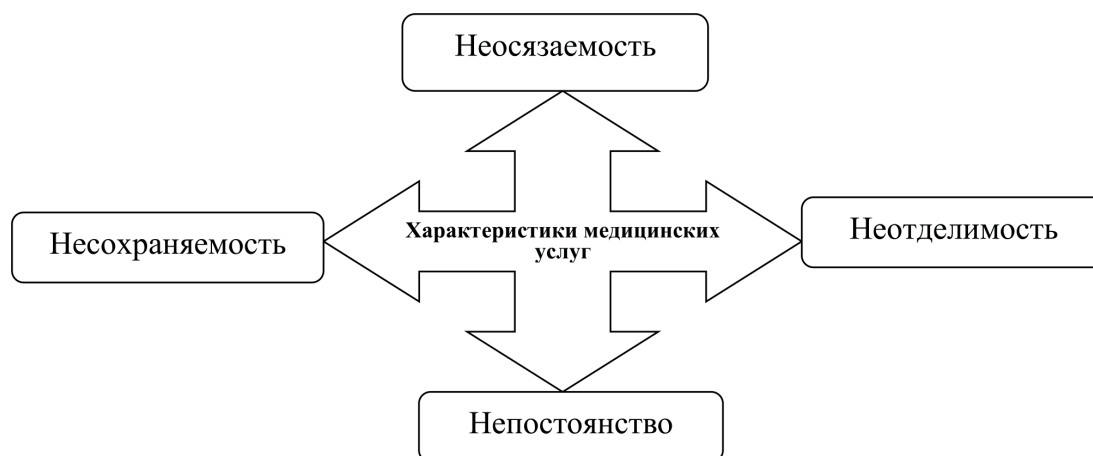 Неосязаемость
Несохраняемость
Характеристики медицинских
услуг
Неотделимость
Непостоянство